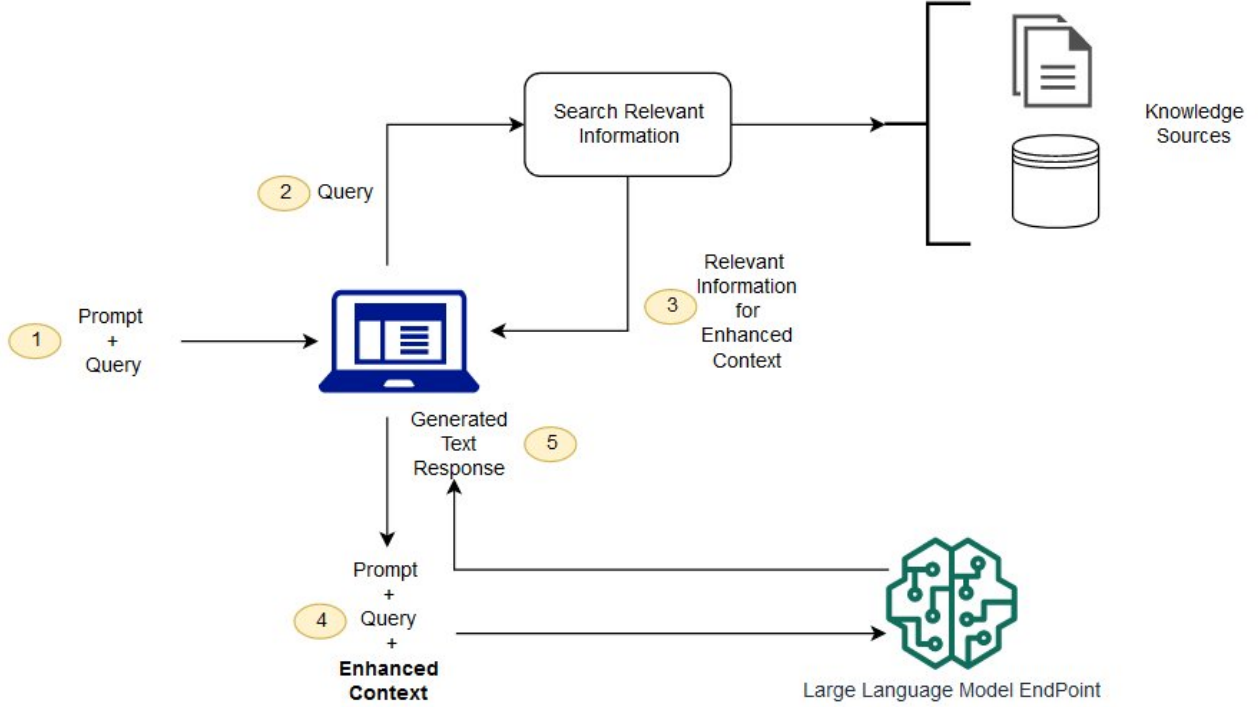 Search Relevant
Information
Knowledge
Sources
2
Query
3
Relevant
Information
for
Enhanced
Context
1
Prompt
+
Query
Generated
Text
Response
5
4
Prompt
+
Query
+
Enhanced
Context
Large Language Model EndPoint